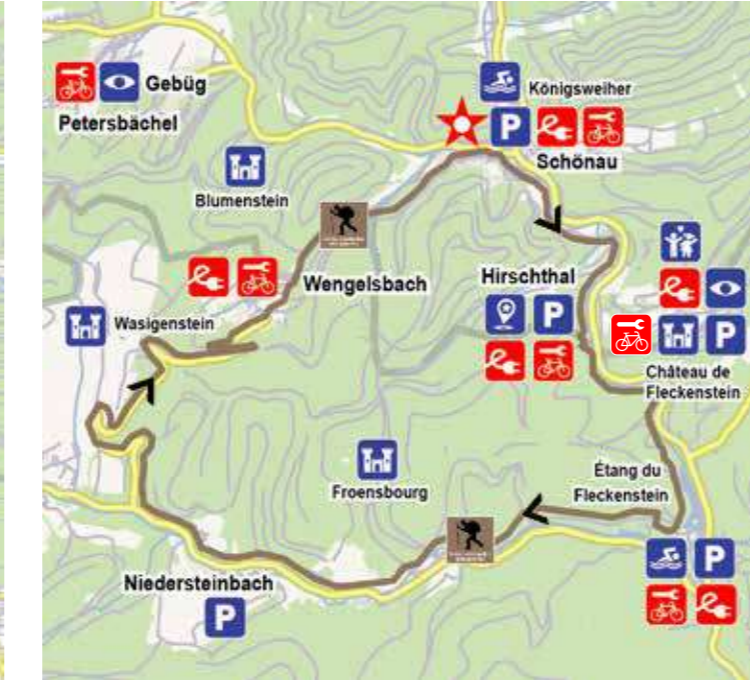 Gebüg
Petersbächel
Königsweiher
P
Schönau
Blumenstein
Wengelsbach
Hirschthal
P
Wasigenstein
P
Château de
Fleckenstein
Étang du
Fleckenstein
Froensbourg
P
Niedersteinbach
P